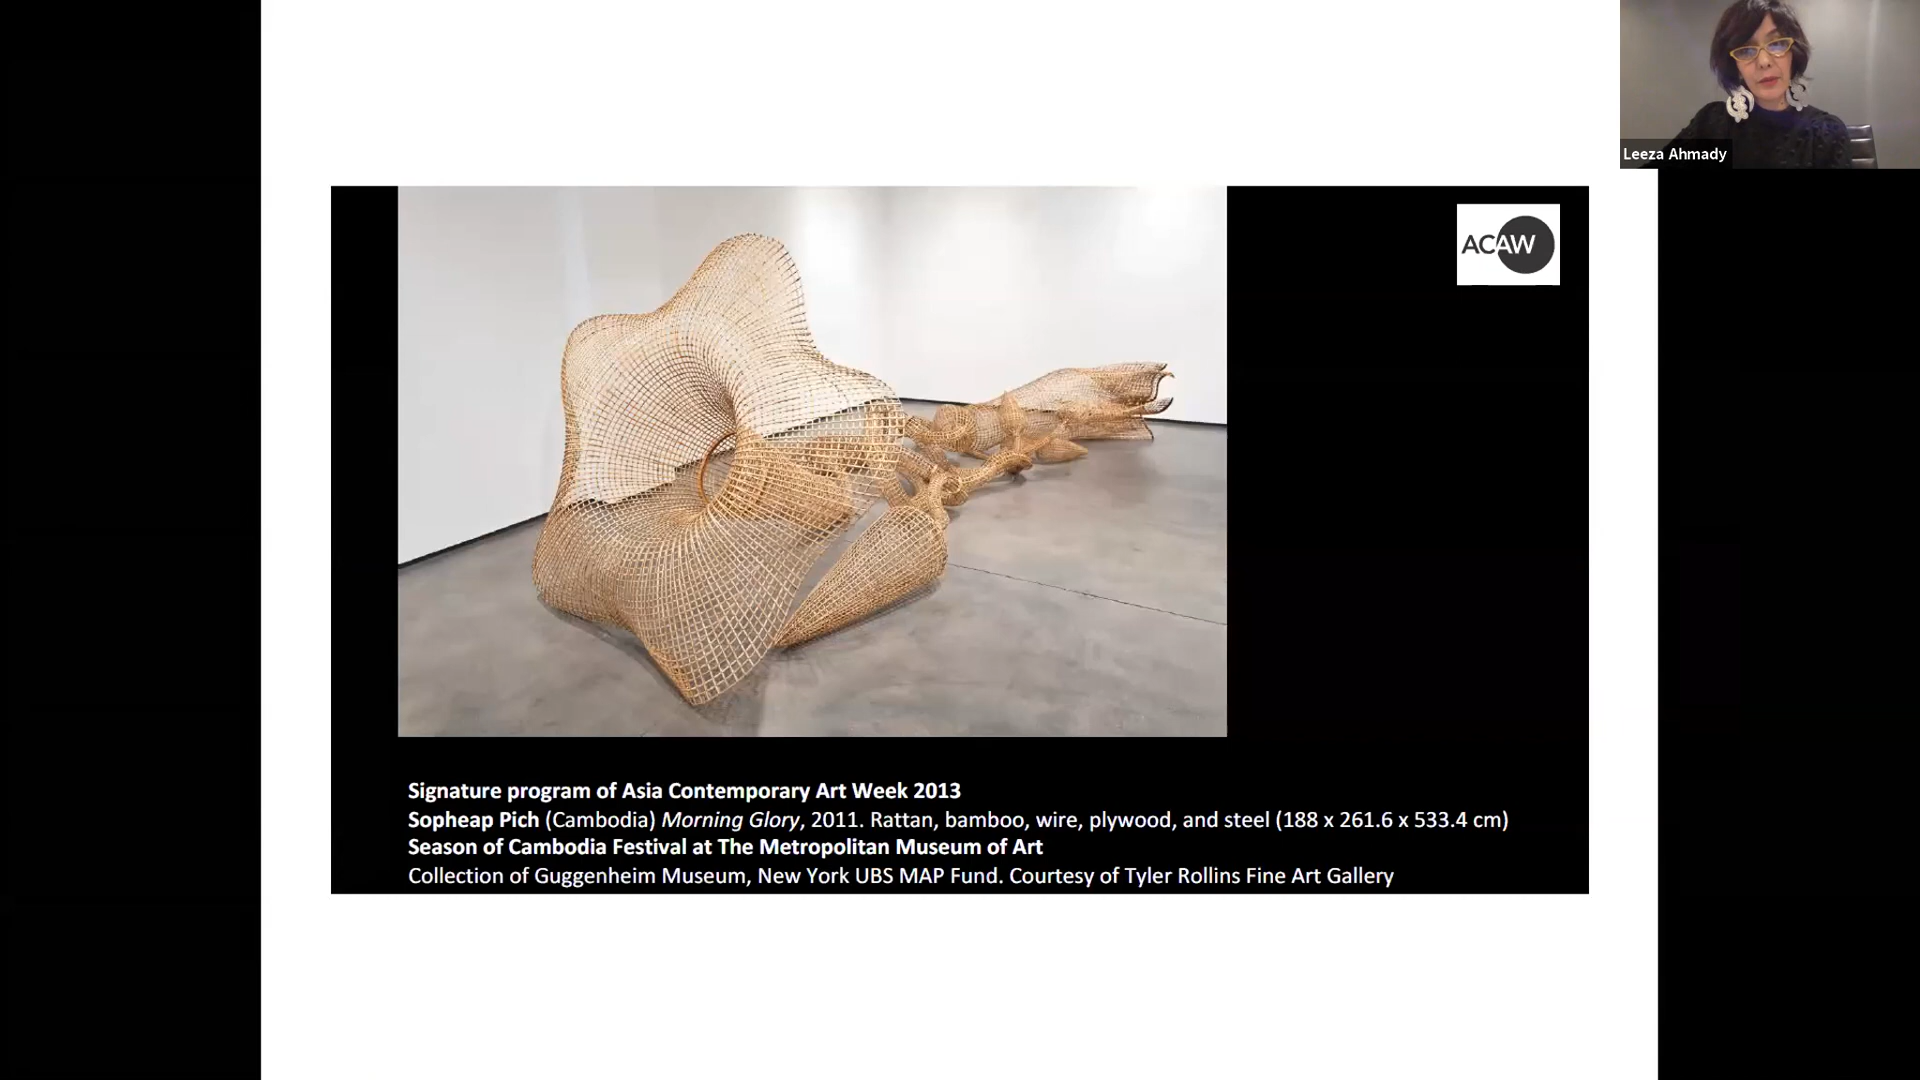 Leeza Ahmady
ACAW
Signature program of Asia Contemporary Art Week 2013
Sopheap Pich (Cambodia) Morning Glory, 2011. Rattan, bamboo, wire, plywood, and steel (188 x 261.6 x 533.4 cm)
Season of Cambodia Festival at The Metropolitan Museum of Art
Collection of Guggenheim Museum, New York UBS MAP Fund. Courtesy of Tyler Rollins Fine Art Gallery